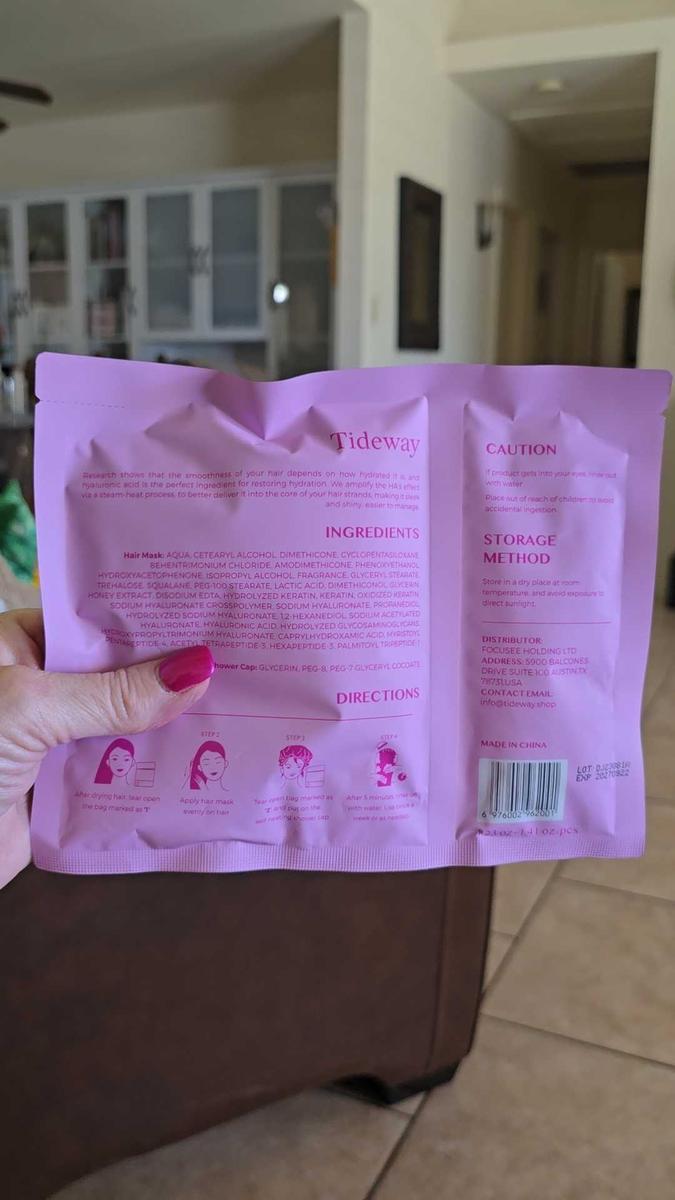 Tideway
Research shows that the smoothness of your hair depends on how hydrated it is, and
hyaluronic acid is the perfect ingredient for restoring hydration. We amplify the HA's effect
via a steam-heat process, to better deliver it into the core of your hair strands, making it sleek
and shiny, easier to manage.
INGREDIENTS
Hair Mask: AQUA, CETEARYL ALCOHOL, DIMETHICONE, CYCLOPENTASILOXANE,
BEHENTRIMONIUM CHLORIDE, AMODIMETHICONE, PHENOXYETHANOL,
HYDROXYACETOPHENONE, ISOPROPYL ALCOHOL, FRAGRANCE, GLYCERYL STEARATE,
TREHALOSE, SQUALANE, PEG-100 STEARATE, LACTIC ACID, DIMETHICONOL, GLYCERIN,
HONEY EXTRACT, DISODIUM EDTA, HYDROLYZED KERATIN, KERATIN, OXIDIZED KERATIN,
SODIUM HYALURONATE CROSSPOLYMER, SODIUM HYALURONATE, PROPANEDIOL,
HYDROLYZED SODIUM HYALURONATE, 1,2-HEXANEDIOL, SODIUM ACETYLATED
HYALURONATE, HYALURONIC ACID, HYDROLYZED GLYCOSAMINOGLYCANS,
HYDROXYPROPYLTRIMONIUM HYALURONATE, CAPRYLHYDROXAMIC ACID, MYRISTOYL
PENTAPEPTIDE-4, ACETYL TETRAPEPTIDE-3, HEXAPEPTIDE-3, PALMITOYL TRIPEPTIDE-1
hower Cap: GLYCERIN, PEG-8, PEG-7 GLYCERYL COCOATE
DIRECTIONS
After drying hair, tear open
the bag marked as "1"
STEP 2
Apply hair mask
evenly on hair
STEP 3
Tear open bag marked as
"2" and put on the
self heating shower cap
STEP 4
After 5 minutes rinse off
with water. Use once a
week or as needed.
CAUTION
If product gets into your eyes, rinse out
with water
Place out of reach of children to avoid
accidental ingestion.
STORAGE
METHOD
Store in a dry place at room
temperature, and avoid exposure to
direct sunlight.
DISTRIBUTOR:
FOCUSEE HOLDING LTD
ADDRESS: 5900 BALCONES
DRIVE SUITE 100 AUSTIN,TX
78731,USA
CONTACT EMAIL:
info@tideway.shop
MADE IN CHINA
6 976002 962001
1.41 oz-pcs
LOT:
EXP 20270822